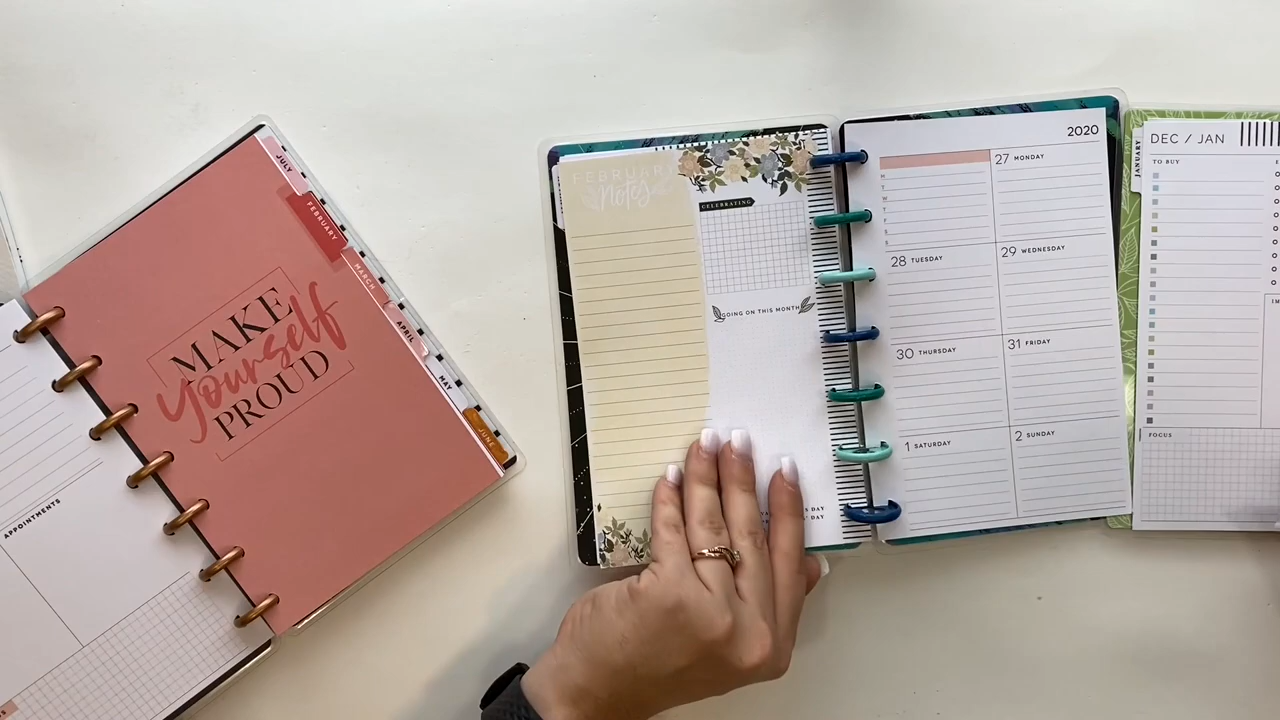 JULY
FEBRUARY
MARCH
APRIL
MAY
JUNE
MAKE
yourself
PROUD
APPOINTMENTS
FEBRUARY
Notes
CELEBRATING
GOING ON THIS MONTH
DAY
DAY
2020
M
T
W
T
F
S
S
27 MONDAY
28 TUESDAY
29 WEDNESDAY
30 THURSDAY
31 FRIDAY
1 SATURDAY
2 SUNDAY
JANUARY
DEC / JAN
TO BUY
FOCUS